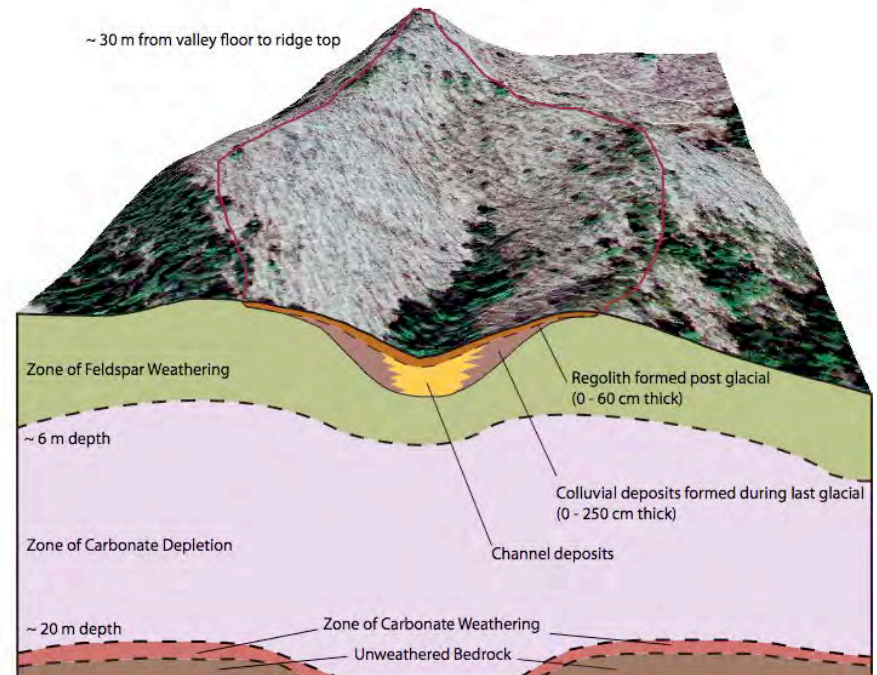 ~ 30 m from valley floor to ridge top
Zone of Feldspar Weathering
Regolith formed post glacial
(0 - 60 cm thick)
~ 6 m depth
Colluvial deposits formed during last glacial
(0 - 250 cm thick)
Zone of Carbonate Depletion
Channel deposits
~ 20 m depth
Zone of Carbonate Weathering
Unweathered Bedrock